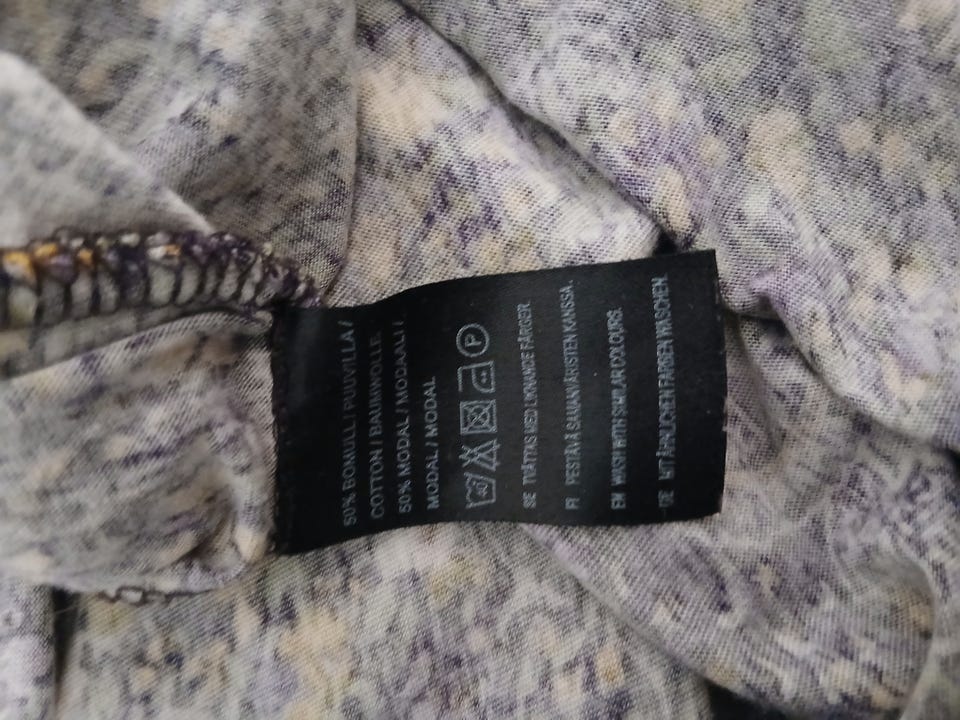 50% BOMULL / PUUVILLA /
COTTON / BAUMWOLLE.
50% MODAL / MODAALI /
MODAL / MODAL
P
SE TVÄTTAS MED LIKNANDE FÄRGER
FI PESTÄVÄ SAMANVÄRISTEN KANSSA.
EN WASH WITH SIMILAR COLOURS.
DE MIT ÄHNLICHEN FARBEN WASCHEN.